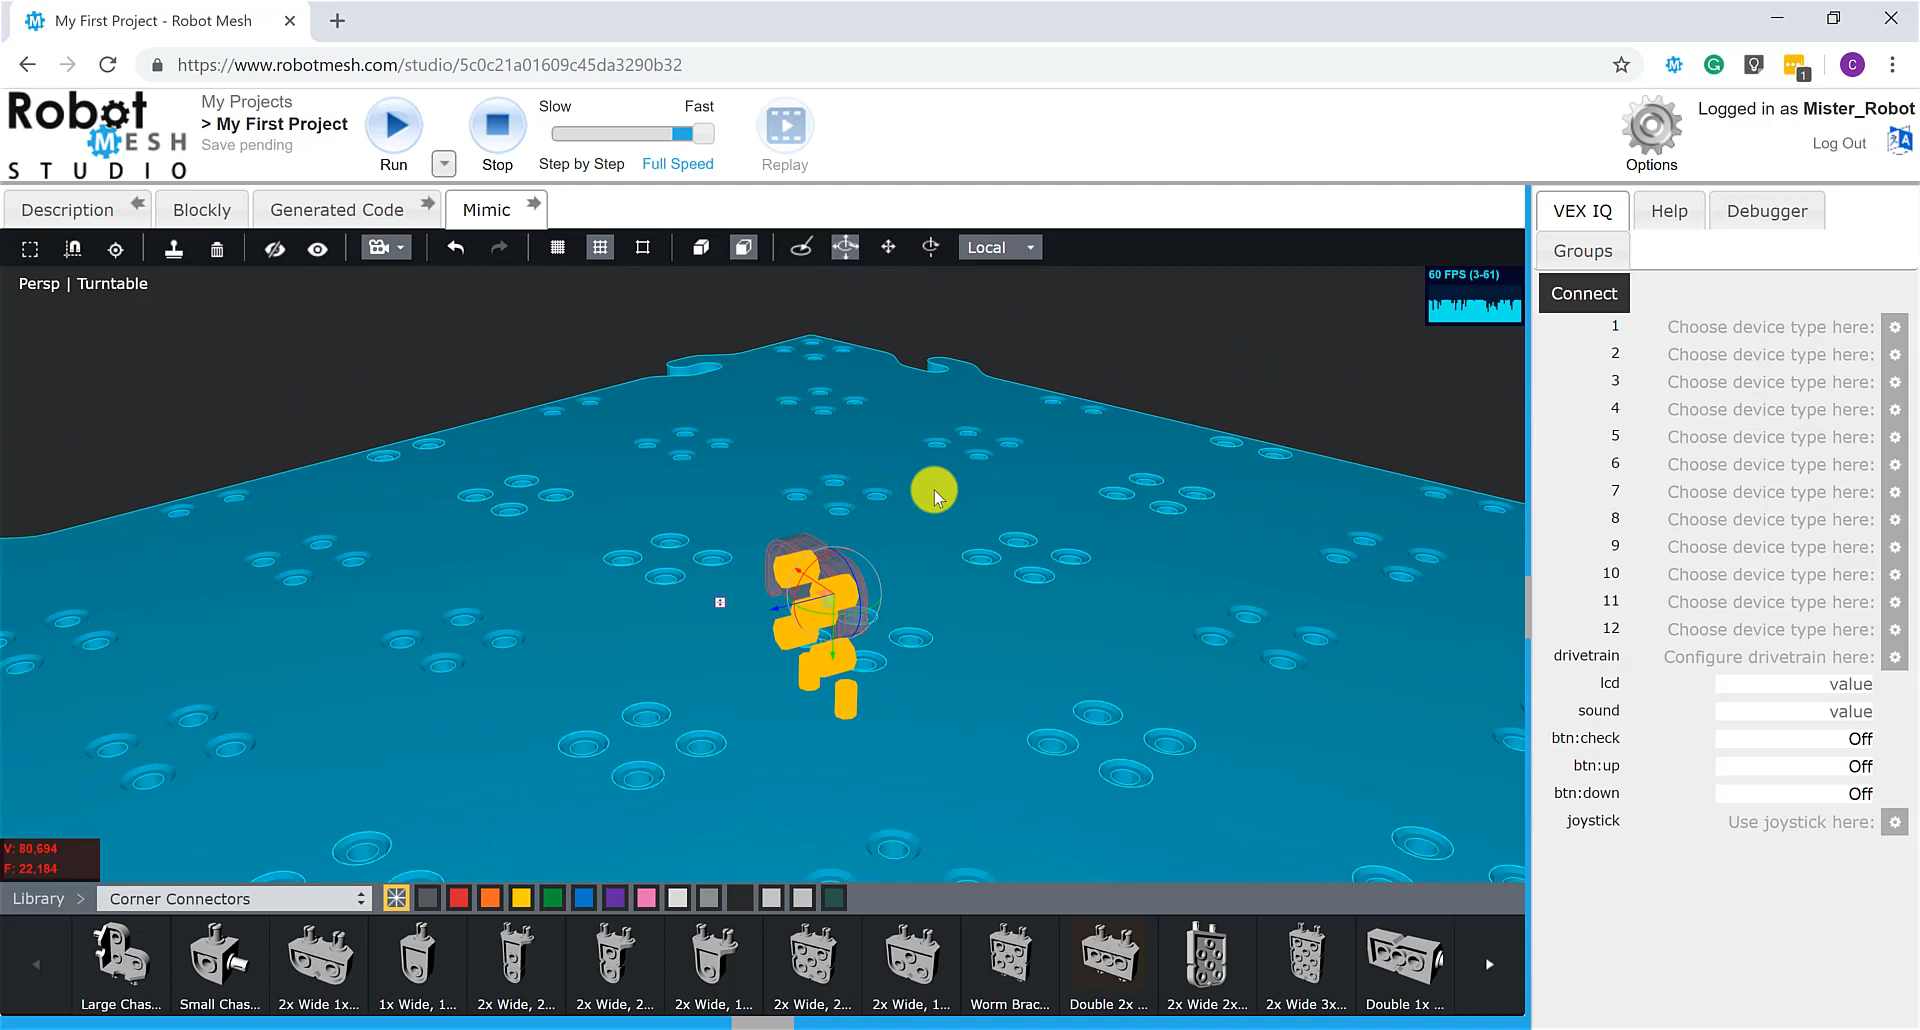 My First Project - Robot Mesh
https://www.robotmesh.com/studio/5c0c21a01609c45da3290b32
1
C
Robot
MESH
STUDIO
My Projects
> My First Project
Save pending
Run
Stop
Slow
Fast
Step by Step
Full Speed
Replay
Options
Logged in as Mister_Robot
Log Out
Description
Blockly
Generated Code
Mimic
Local
Persp | Turntable
60 FPS (3-61)
V: 80,694
F: 22,184
VEX IQ
Help
Debugger
Groups
Connect
1 Choose device type here:
2 Choose device type here:
3 Choose device type here:
4 Choose device type here:
5 Choose device type here:
6 Choose device type here:
7 Choose device type here:
8 Choose device type here:
9 Choose device type here:
10 Choose device type here:
11 Choose device type here:
12 Choose device type here:
drivetrain Configure drivetrain here:
lcd value
sound value
btn:check Off
btn:up Off
btn:down Off
joystick Use joystick here:
Library >
Corner Connectors
Large Chas...
Small Chas...
2x Wide 1x...
1x Wide, 1...
2x Wide, 2...
2x Wide, 2...
2x Wide, 1...
2x Wide, 2...
2x Wide, 1...
Worm Brac...
Double 2x ...
2x Wide 2x...
2x Wide 3x...
Double 1x ...